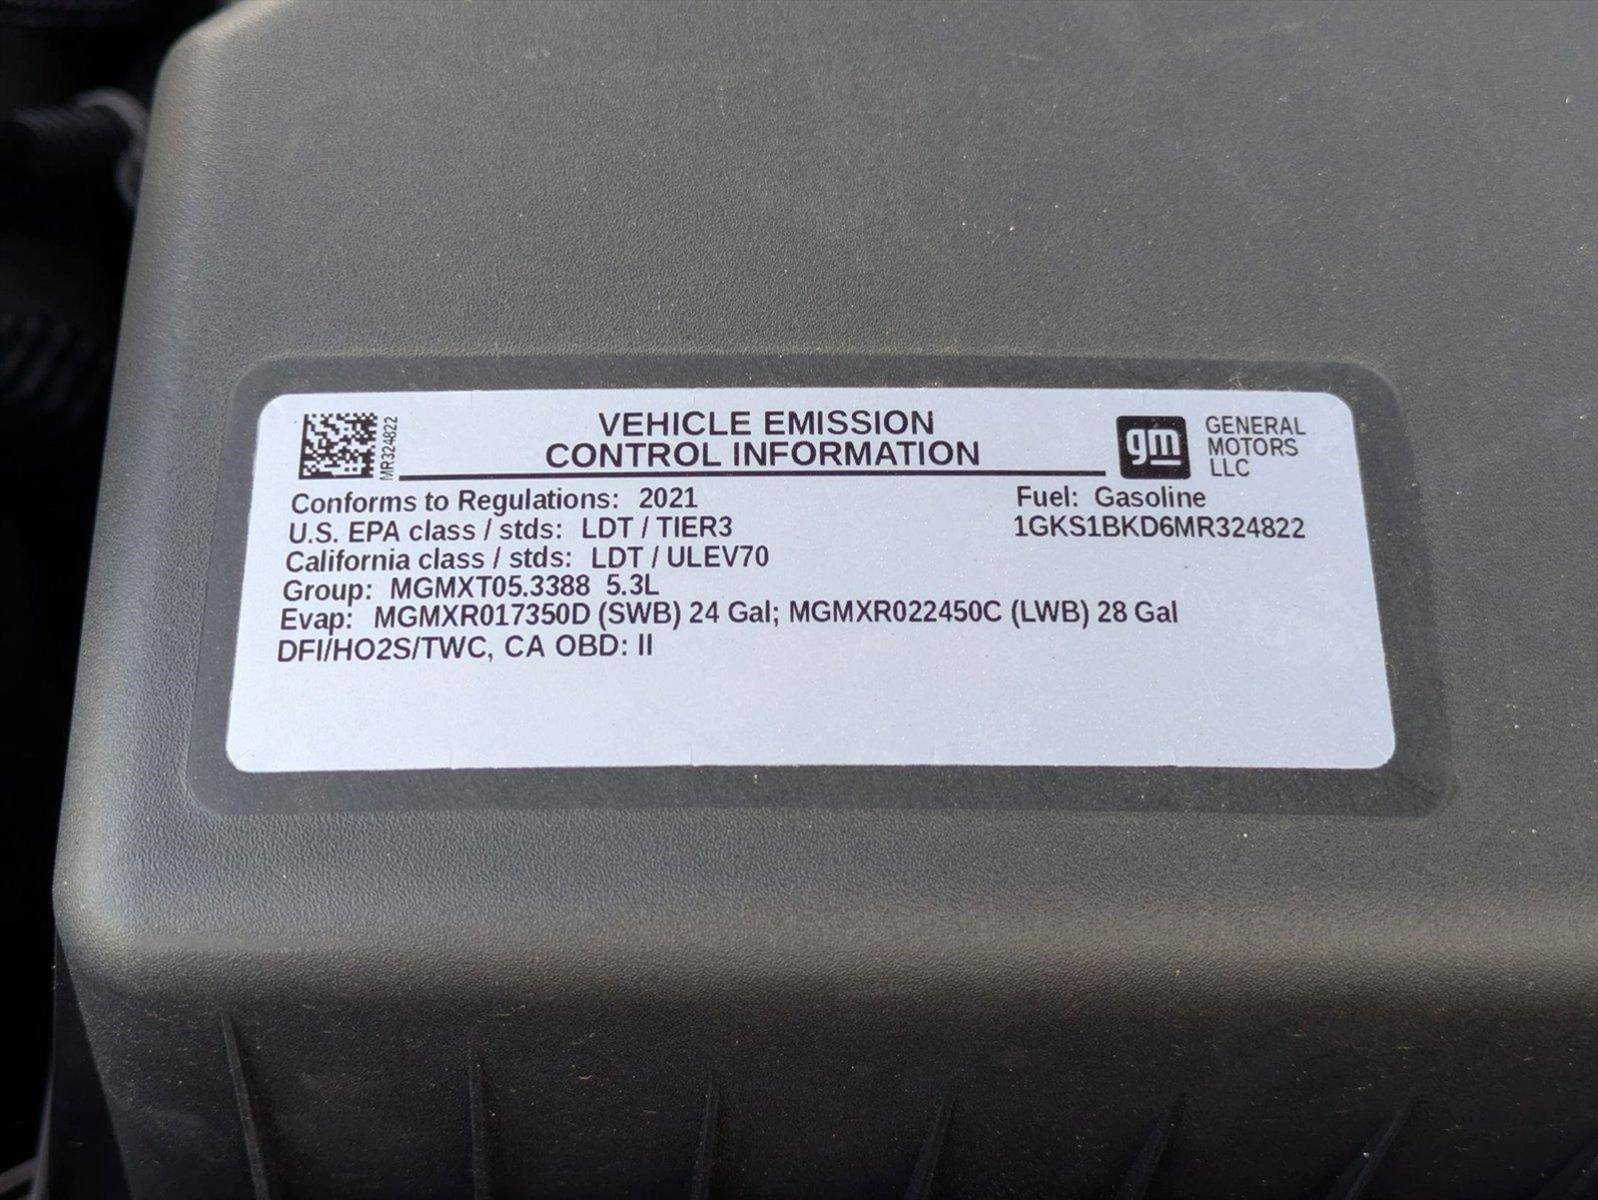 MR324822
VEHICLE EMISSION
CONTROL INFORMATION
gm
GENERAL
MOTORS
LLC
Conforms to Regulations: 2021
Fuel: Gasoline
U.S. EPA class / stds: LDT / TIER3
1GKS1BKD6MR324822
California class / stds: LDT / ULEV70
Group: MGMXT05.3388 5.3L
Evap: MGMXR017350D (SWB) 24 Gal; MGMXR022450C (LWB) 28 Gal
DFI/HO2S/TWC, CA OBD: II